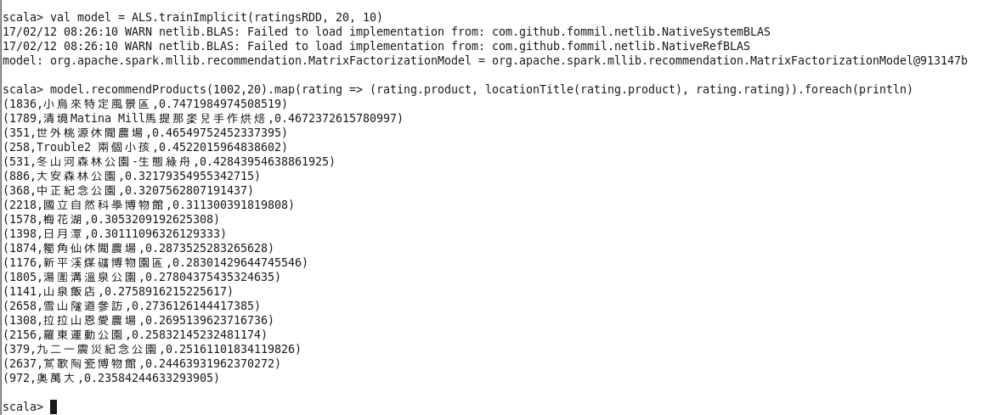 scala> val model = ALS.trainImplicit(ratingsRDD, 20, 10)
17/02/12 08:26:10 WARN netlib.BLAS: Failed to load implementation from: com.github.fommil.netlib.NativeSystemBLAS
17/02/12 08:26:10 WARN netlib.BLAS: Failed to load implementation from: com.github.fommil.netlib.NativeRefBLAS
model: org.apache.spark.mllib.recommendation.MatrixFactorizationModel = org.apache.spark.mllib.recommendation.MatrixFactorizationModel@913147b
scala> model.recommendProducts(1002,20).map(rating => (rating.product, locationTitle(rating.product), rating.rating)).foreach(println)
(1836,小烏來特定風景區,0.7471984974508519)
(1789,清境Matina Mill馬提那麥兒手作烘焙,0.4672372615780997)
(351,世外桃源休閒農場,0.46549752452337395)
(258,Trouble2 兩個小孩,0.4522015964838602)
(531,冬山河森林公園-生態綠舟,0.42843954638861925)
(886,大安森林公園,0.32179354955342715)
(368,中正紀念公園,0.3207562807191437)
(2218,國立自然科學博物館,0.311300391819808)
(1578,梅花湖,0.3053209192625308)
(1398,日月潭,0.30111096326129333)
(1874,獨角仙休閒農場,0.2873525283265628)
(1176,新平溪煤礦博物園區,0.28301429644745546)
(1805,湯圍溝溫泉公園,0.27804375435324635)
(1141,山泉飯店,0.2758916215225617)
(2658,雪山隧道參訪,0.2736126144417385)
(1308,拉拉山恩愛農場,0.2695139623716736)
(2156,羅東運動公園,0.25832145232481174)
(379,九二一震災紀念公園,0.25161101834119826)
(2637,鶯歌陶瓷博物館,0.24463931962370272)
(972,奧萬大,0.23584244633293905)
scala>